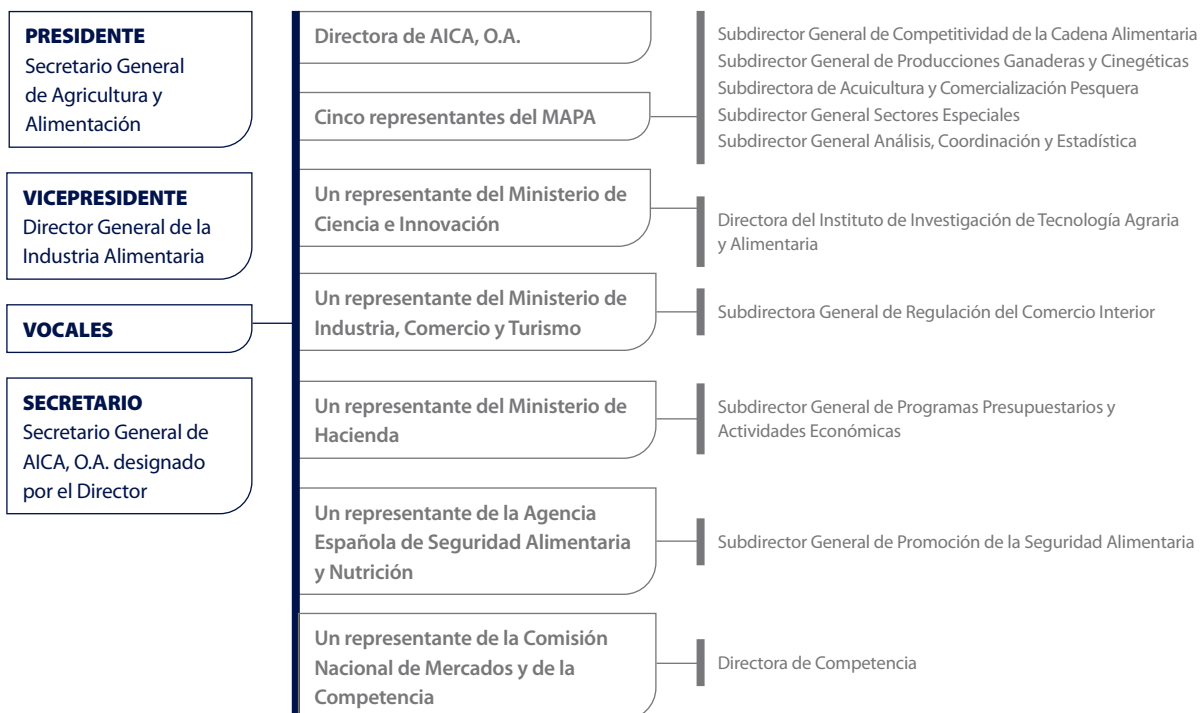 PRESIDENTE
Secretario General
de Agricultura y
Alimentación
VICEPRESIDENTE
Director General de la
Industria Alimentaria
VOCALES
SECRETARIO
Secretario General de
AICA, O.A. designado
por el Director
Directora de AICA, O.A.
Cinco representantes del MAPA
Subdirector General de Competitividad de la Cadena Alimentaria
Subdirector General de Producciones Ganaderas y Cinegéticas
Subdirectora de Acuicultura y Comercialización Pesquera
Subdirector General Sectores Especiales
Subdirector General Análisis, Coordinación y Estadística
Un representante del Ministerio de
Ciencia e Innovación
Directora del Instituto de Investigación de Tecnología Agraria
y Alimentaria
Un representante del Ministerio de
Industria, Comercio y Turismo
Subdirectora General de Regulación del Comercio Interior
Un representante del Ministerio de
Hacienda
Subdirector General de Programas Presupuestarios y
Actividades Económicas
Un representante de la Agencia
Española de Seguridad Alimentaria
y Nutrición
Subdirector General de Promoción de la Seguridad Alimentaria
Un representante de la Comisión
Nacional de Mercados y de la
Competencia
Directora de Competencia